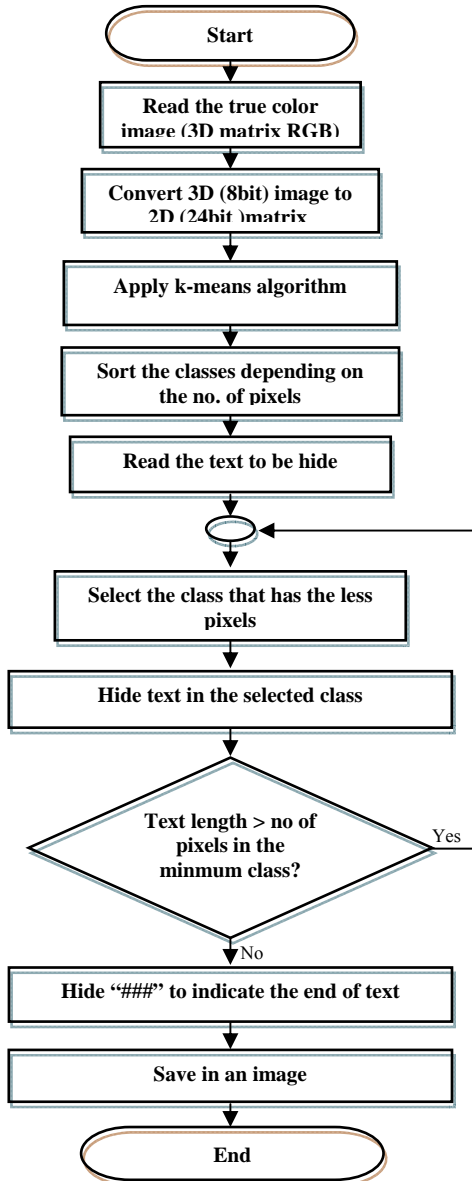 Start
Read the true color
image (3D matrix RGB)
Convert 3D (8bit) image to
2D (24bit )matrix
Apply k-means algorithm
Sort the classes depending on
the no. of pixels
Read the text to be hide
Select the class that has the less
pixels
Hide text in the selected class
Text length > no of
pixels in the
minmum class?
Yes
No
Hide “###” to indicate the end of text
Save in an image
End